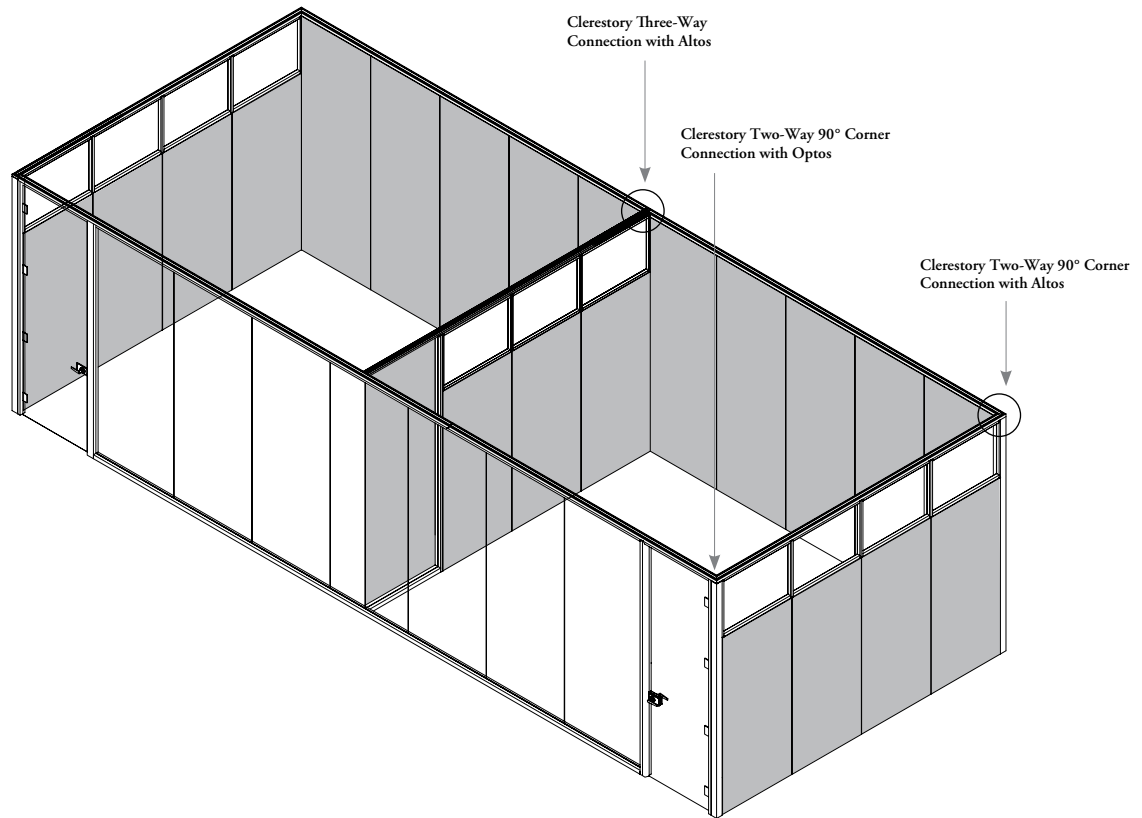 Clerestory Three-Way
Connection with Altos
Clerestory Two-Way 90° Corner
Connection with Optos
Clerestory Two-Way 90° Corner
Connection with Altos